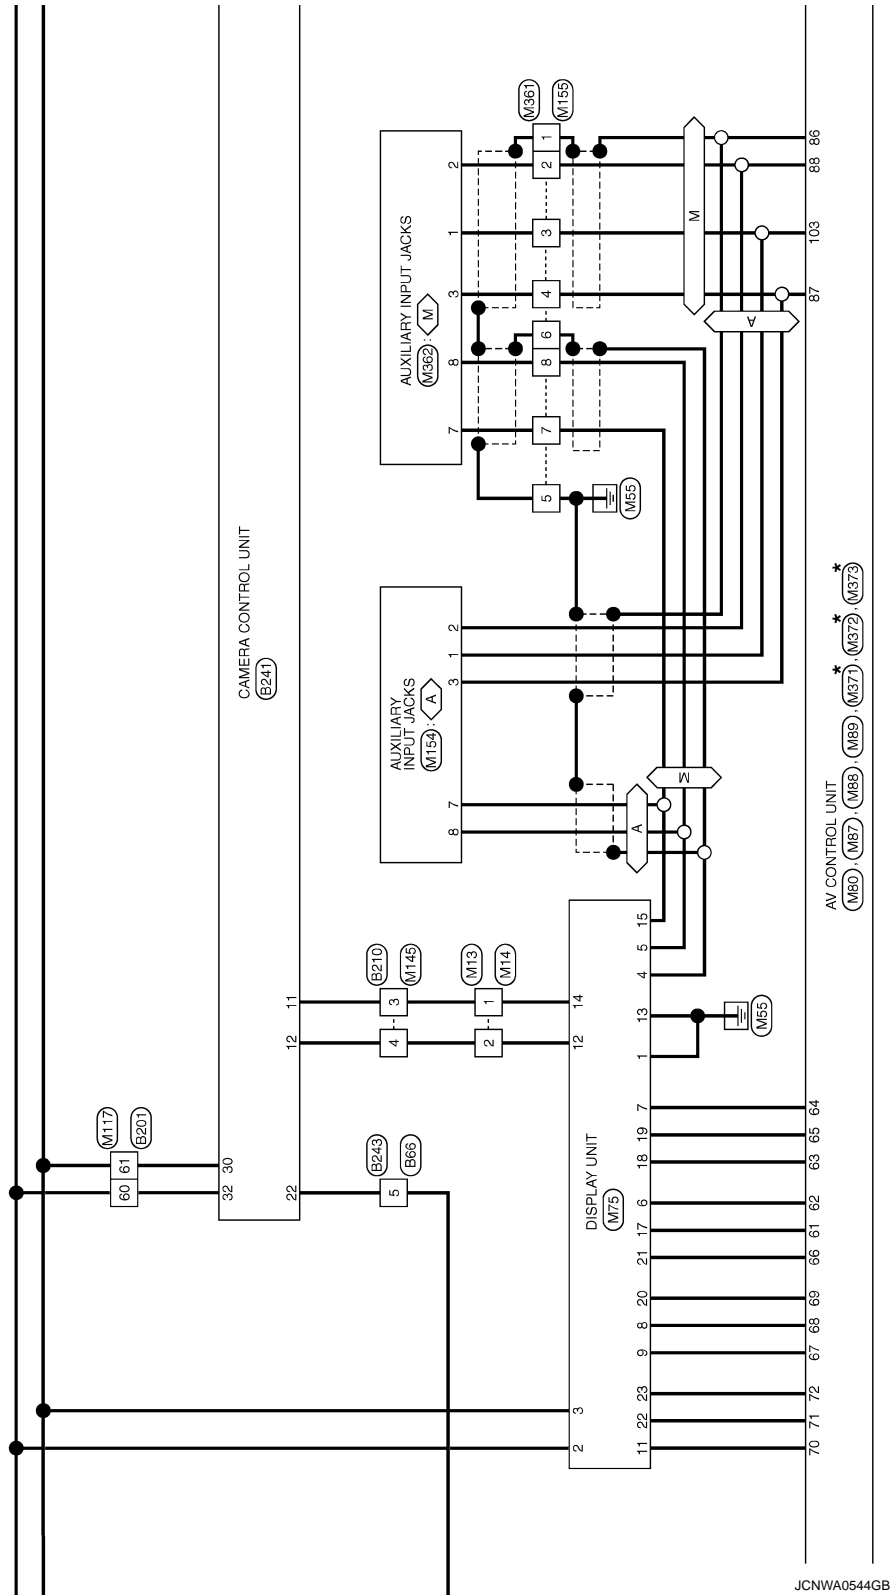 CAMERA CONTROL UNIT
B241
M117
B201
60
61
32
30
22
12
11
B243
B66
5
B210
M145
4
3
M13
M14
2
1
AUXILIARY INPUT JACKS
M362 : M
7
8
3
1
2
M361
M155
5
7
8
6
4
3
2
1
M55
AUXILIARY
INPUT JACKS
M154 : A
8
7
3
1
2
A
M
M
A
DISPLAY UNIT
M75
2
3
12
14
11
22
23
9
8
20
21
17
6
18
19
7
1
13
4
5
15
M55
70
71
72
67
68
69
66
61
62
63
65
64
87
103
88
86
AV CONTROL UNIT
M80 , M87 , M88 , M89 , M371 * , M372 * , M373 *
JCNWA0544GB